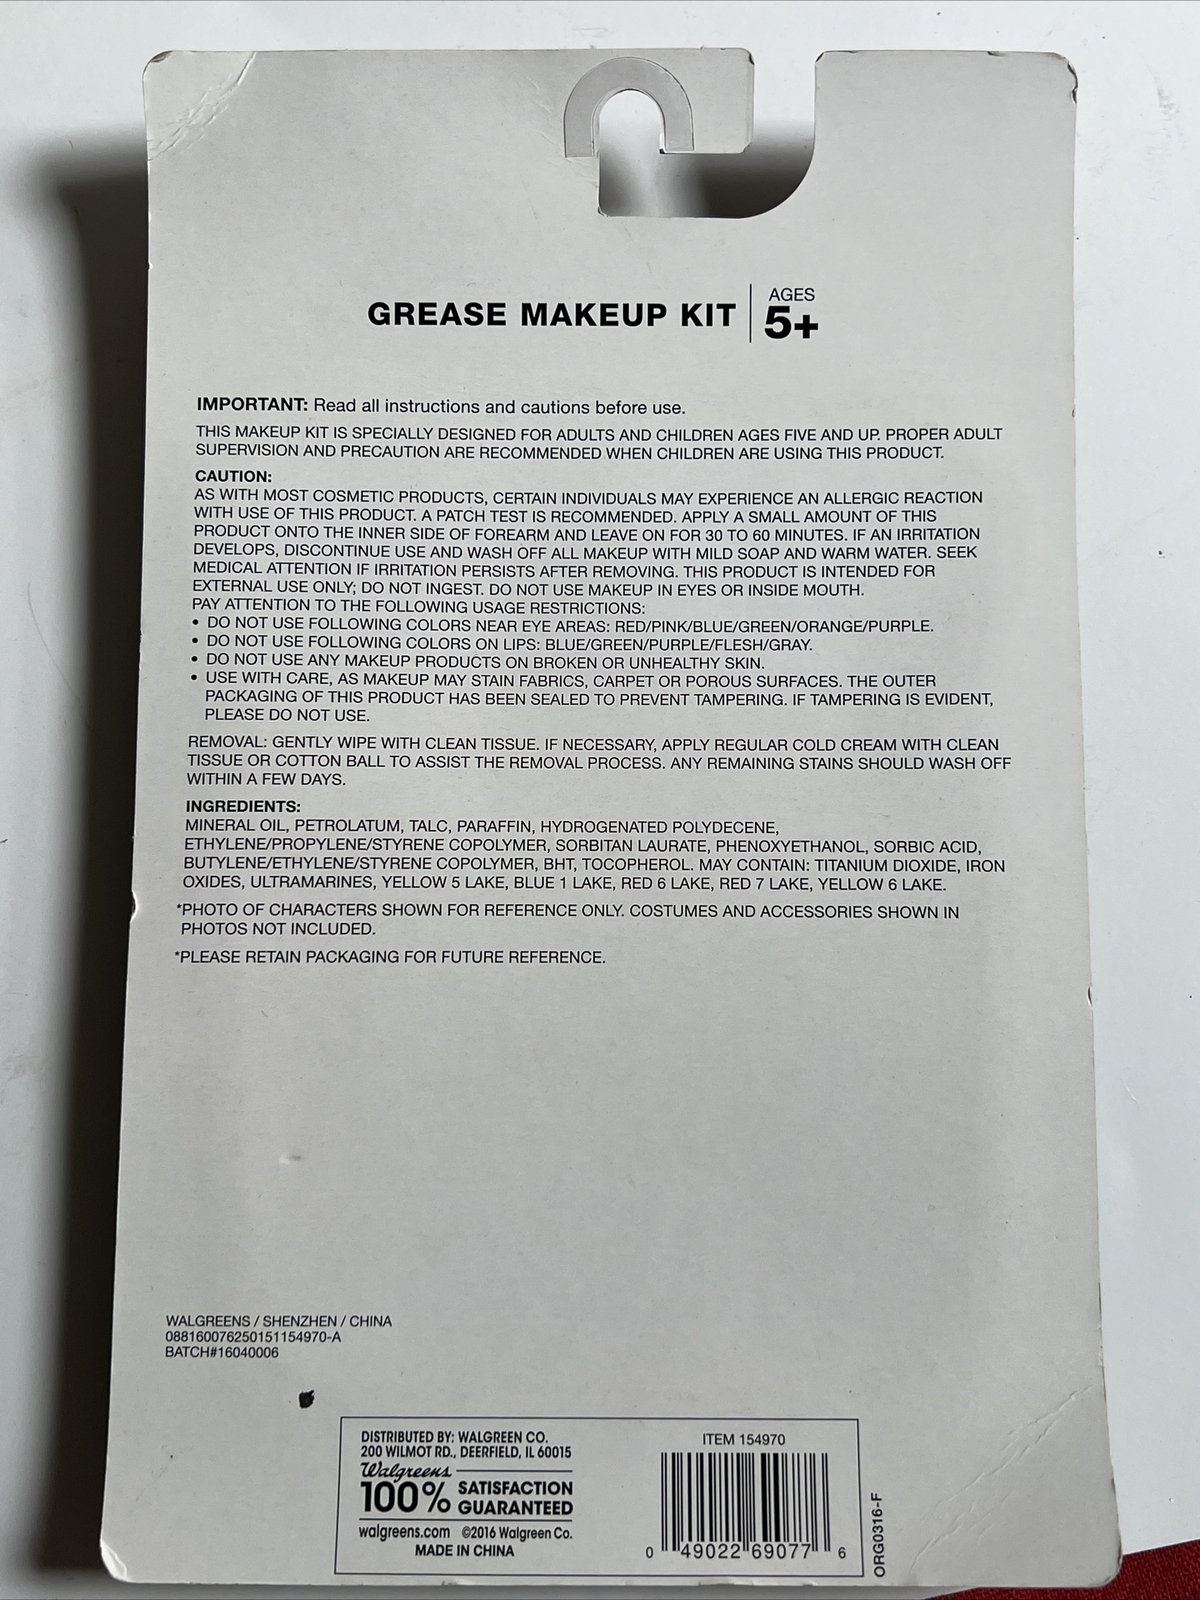 GREASE MAKEUP KIT
AGES
5+
IMPORTANT: Read all instructions and cautions before use.
THIS MAKEUP KIT IS SPECIALLY DESIGNED FOR ADULTS AND CHILDREN AGES FIVE AND UP. PROPER ADULT
SUPERVISION AND PRECAUTION ARE RECOMMENDED WHEN CHILDREN ARE USING THIS PRODUCT.
CAUTION:
AS WITH MOST COSMETIC PRODUCTS, CERTAIN INDIVIDUALS MAY EXPERIENCE AN ALLERGIC REACTION
WITH USE OF THIS PRODUCT. A PATCH TEST IS RECOMMENDED. APPLY A SMALL AMOUNT OF THIS
PRODUCT ONTO THE INNER SIDE OF FOREARM AND LEAVE ON FOR 30 TO 60 MINUTES. IF AN IRRITATION
DEVELOPS, DISCONTINUE USE AND WASH OFF ALL MAKEUP WITH MILD SOAP AND WARM WATER. SEEK
MEDICAL ATTENTION IF IRRITATION PERSISTS AFTER REMOVING. THIS PRODUCT IS INTENDED FOR
EXTERNAL USE ONLY; DO NOT INGEST. DO NOT USE MAKEUP IN EYES OR INSIDE MOUTH.
PAY ATTENTION TO THE FOLLOWING USAGE RESTRICTIONS:
• DO NOT USE FOLLOWING COLORS NEAR EYE AREAS: RED/PINK/BLUE/GREEN/ORANGE/PURPLE.
• DO NOT USE FOLLOWING COLORS ON LIPS: BLUE/GREEN/PURPLE/FLESH/GRAY.
• DO NOT USE ANY MAKEUP PRODUCTS ON BROKEN OR UNHEALTHY SKIN.
• USE WITH CARE, AS MAKEUP MAY STAIN FABRICS, CARPET OR POROUS SURFACES. THE OUTER
PACKAGING OF THIS PRODUCT HAS BEEN SEALED TO PREVENT TAMPERING. IF TAMPERING IS EVIDENT,
PLEASE DO NOT USE.
REMOVAL: GENTLY WIPE WITH CLEAN TISSUE. IF NECESSARY, APPLY REGULAR COLD CREAM WITH CLEAN
TISSUE OR COTTON BALL TO ASSIST THE REMOVAL PROCESS. ANY REMAINING STAINS SHOULD WASH OFF
WITHIN A FEW DAYS.
INGREDIENTS:
MINERAL OIL, PETROLATUM, TALC, PARAFFIN, HYDROGENATED POLYDECENE,
ETHYLENE/PROPYLENE/STYRENE COPOLYMER, SORBITAN LAURATE, PHENOXYETHANOL, SORBIC ACID,
BUTYLENE/ETHYLENE/STYRENE COPOLYMER, BHT, TOCOPHEROL. MAY CONTAIN: TITANIUM DIOXIDE, IRON
OXIDES, ULTRAMARINES, YELLOW 5 LAKE, BLUE 1 LAKE, RED 6 LAKE, RED 7 LAKE, YELLOW 6 LAKE.
*PHOTO OF CHARACTERS SHOWN FOR REFERENCE ONLY. COSTUMES AND ACCESSORIES SHOWN IN
PHOTOS NOT INCLUDED.
*PLEASE RETAIN PACKAGING FOR FUTURE REFERENCE.
WALGREENS / SHENZHEN / CHINA
088160076250151154970-A
BATCH#16040006
DISTRIBUTED BY: WALGREEN CO.
200 WILMOT RD., DEERFIELD, IL 60015
Walgreens
100% SATISFACTION
GUARANTEED
walgreens.com ©2016 Walgreen Co.
MADE IN CHINA
ITEM 154970
0 49022 69077 6
ORG0316-F